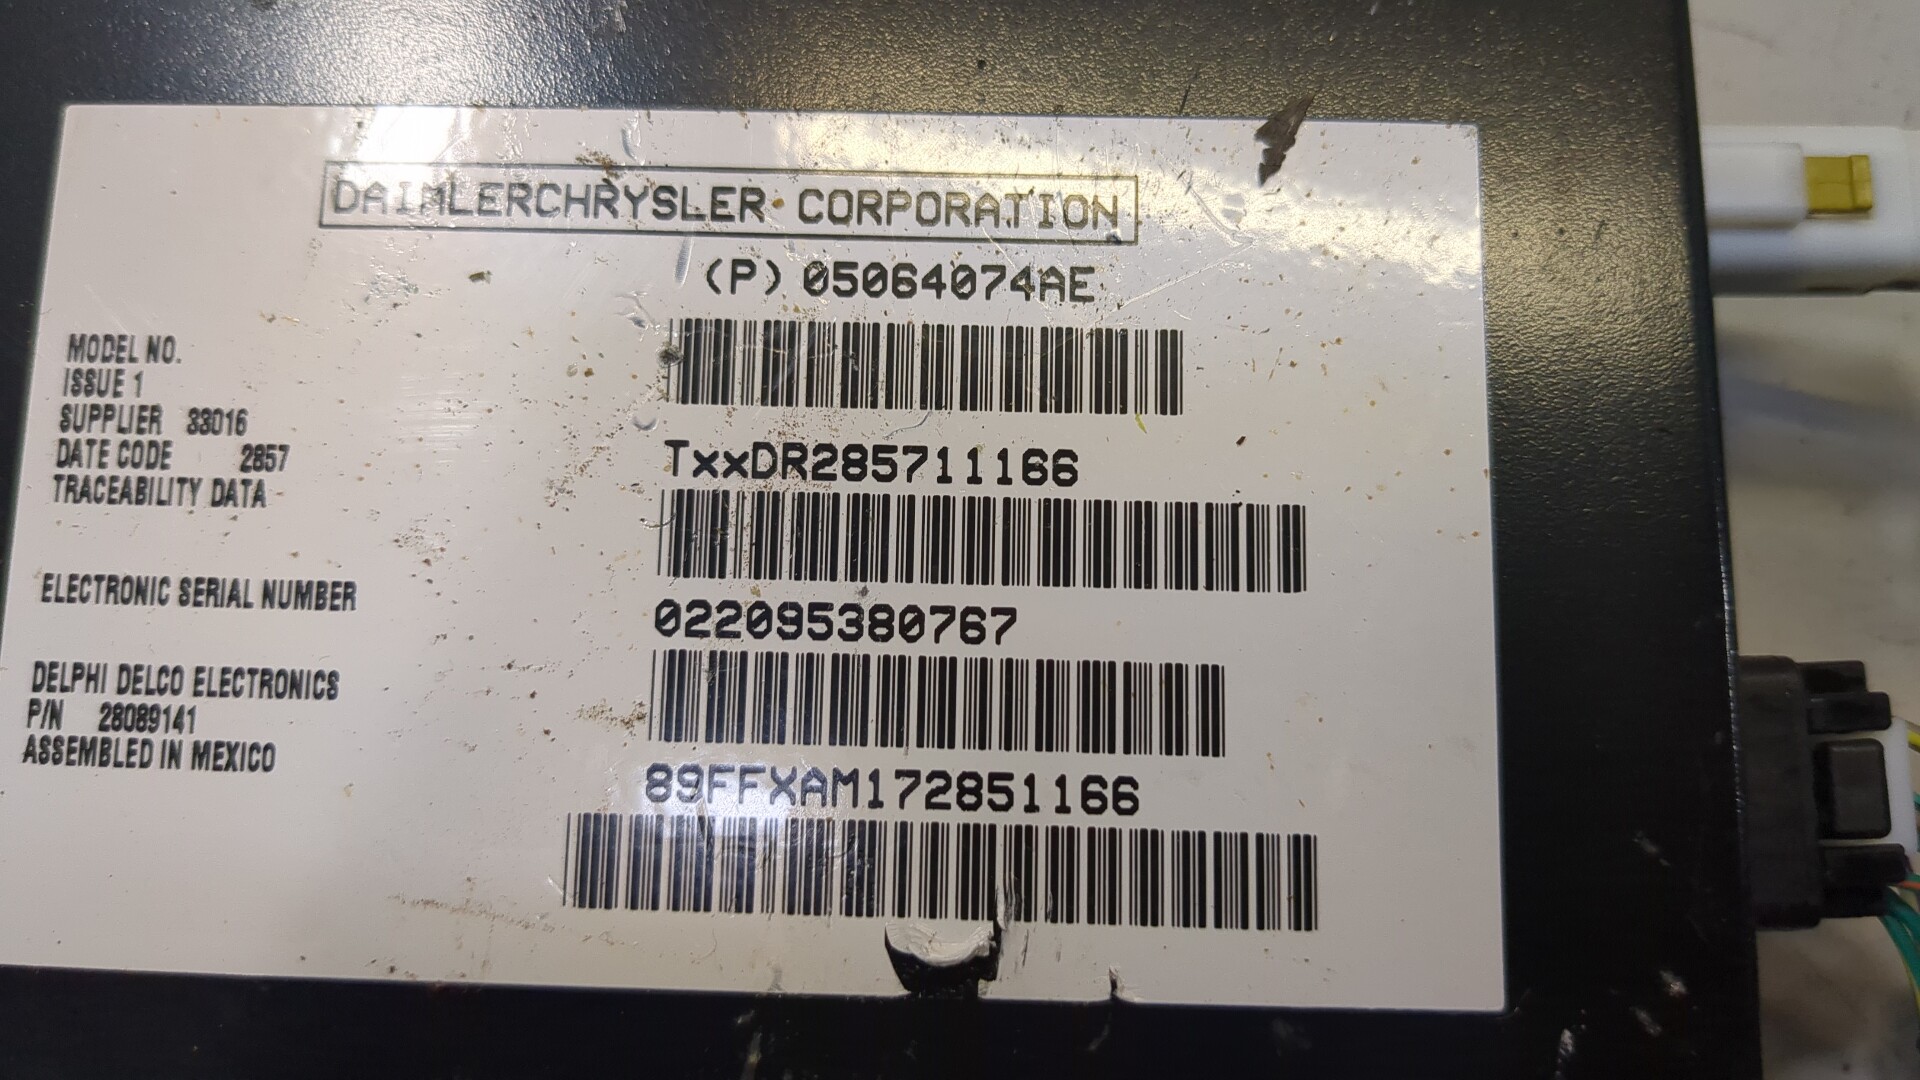 DAIMLERCHRYSLER CORPORATION
(P) 05064074AE
MODEL NO.
ISSUE 1
SUPPLIER 33016
DATE CODE 2857
TRACEABILITY DATA
TxxDR285711166
ELECTRONIC SERIAL NUMBER
022095380767
DELPHI DELCO ELECTRONICS
P/N 28089141
ASSEMBLED IN MEXICO
89FFXAM172851166